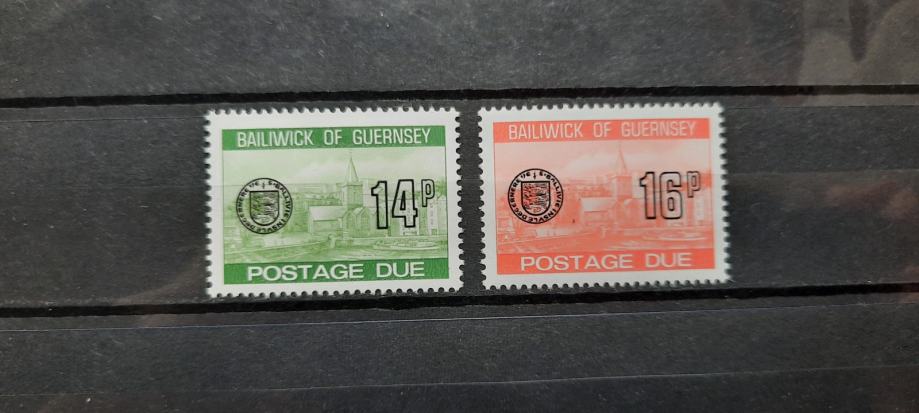 BAILIWICK OF GUERNSEY
14P
POSTAGE DUE
BAILIWICK OF GUERNSEY
16P
POSTAGE DUE